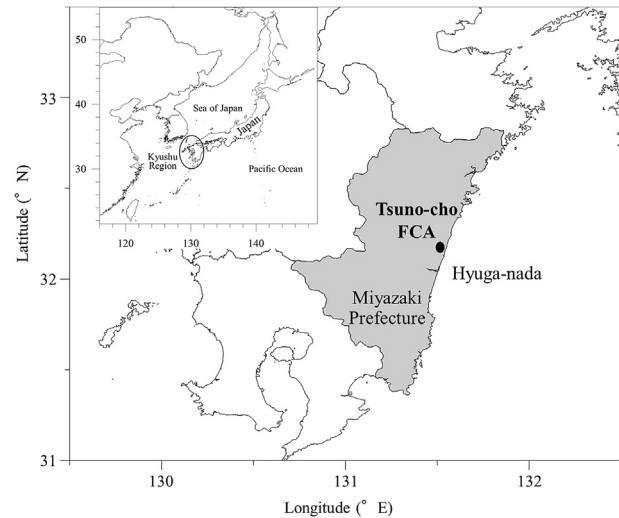 50
40
30
120
130
140
Sea of Japan
Japan
Kyushu
Region
Pacific Ocean
33
32
31
Latitude (° N)
Tsuno-cho
FCA
Hyuga-nada
Miyazaki
Prefecture
130
131
132
Longitude (° E)